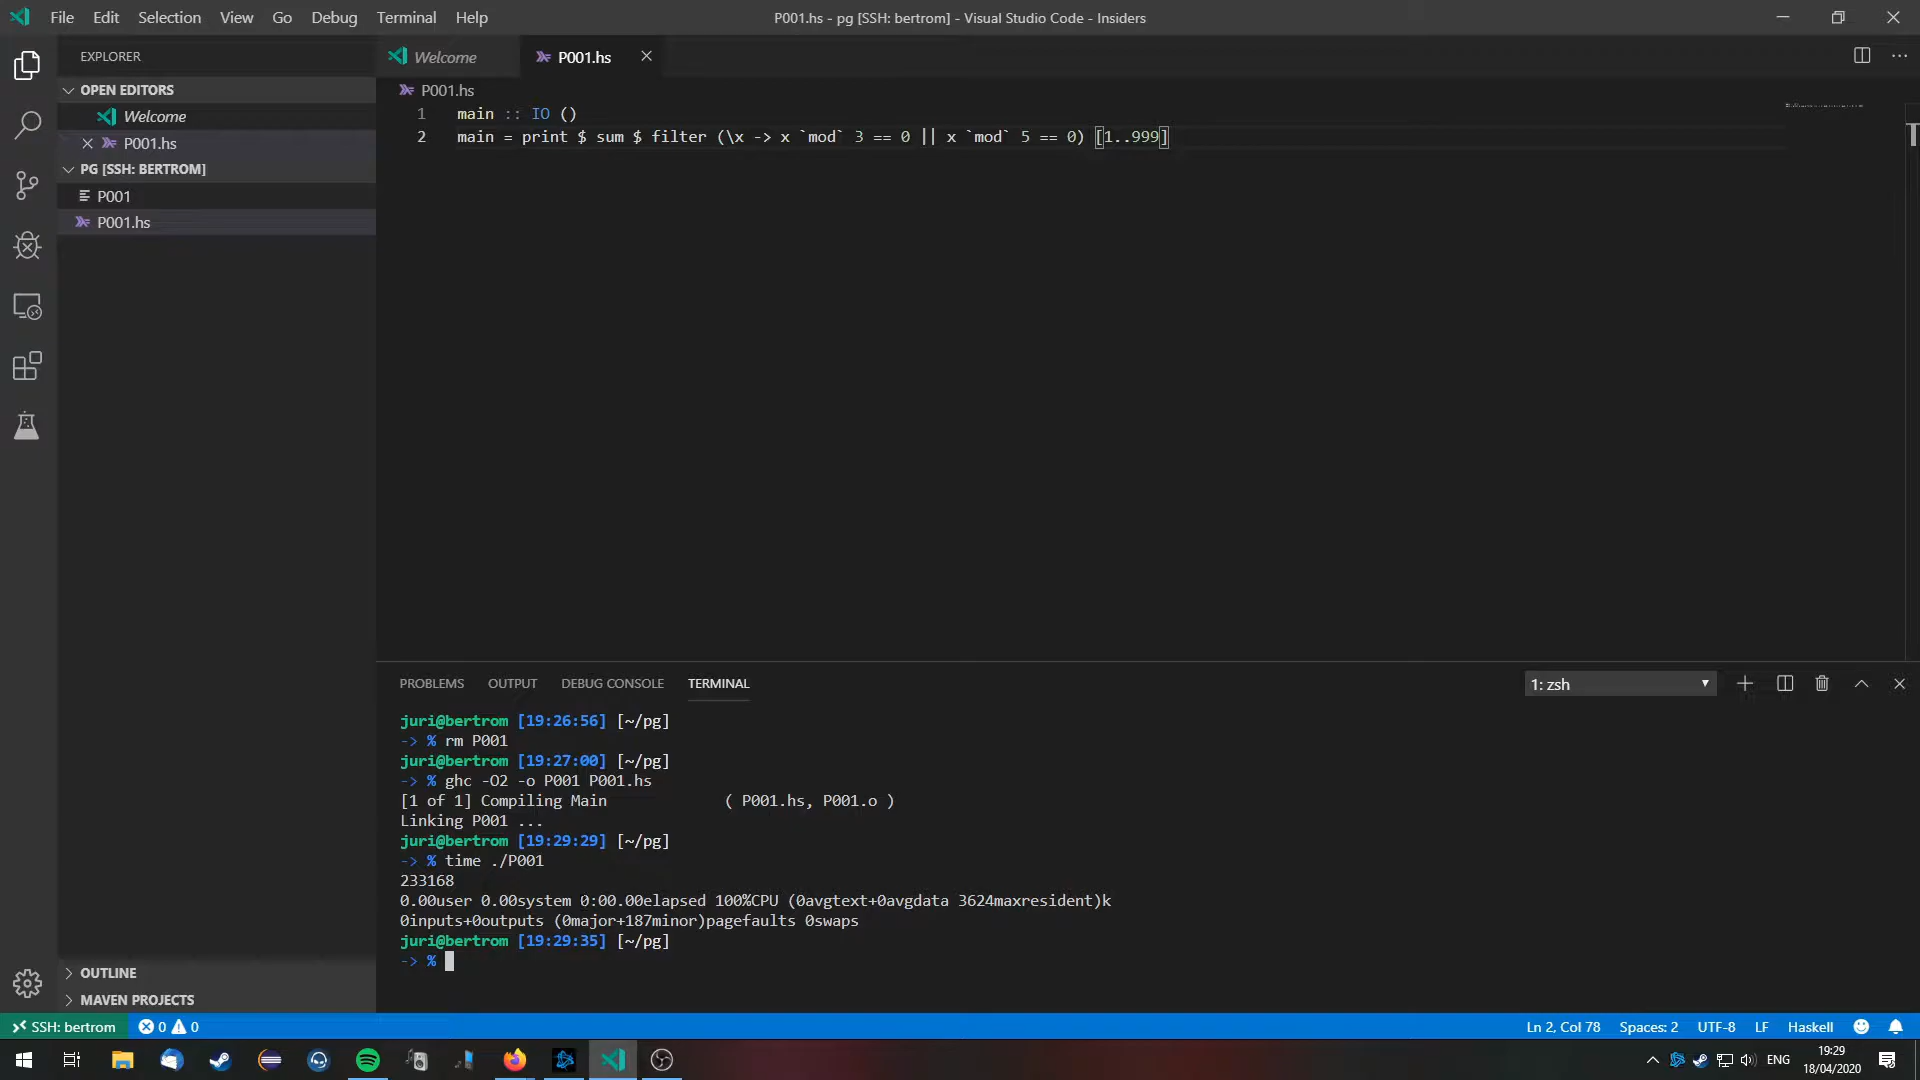 File Edit Selection View Go Debug Terminal Help
P001.hs - pg [SSH: bertrom] - Visual Studio Code - Insiders
EXPLORER
OPEN EDITORS
Welcome
P001.hs
PG [SSH: BERTROM]
P001
P001.hs
OUTLINE
MAVEN PROJECTS
Welcome
P001.hs
P001.hs
1 main :: IO ()
2 main = print $ sum $ filter (\x -> x `mod` 3 == 0 || x `mod` 5 == 0) [1..999]
PROBLEMS OUTPUT DEBUG CONSOLE TERMINAL
1: zsh
juri@bertrom [19:26:56] [~/pg]
-> % rm P001
juri@bertrom [19:27:00] [~/pg]
-> % ghc -O2 -o P001 P001.hs
[1 of 1] Compiling Main ( P001.hs, P001.o )
Linking P001 ...
juri@bertrom [19:29:29] [~/pg]
-> % time ./P001
233168
0.00user 0.00system 0:00.00elapsed 100%CPU (0avgtext+0avgdata 3624maxresident)k
0inputs+0outputs (0major+187minor)pagefaults 0swaps
juri@bertrom [19:29:35] [~/pg]
-> %
SSH: bertrom 0 0 Ln 2, Col 78 Spaces: 2 UTF-8 LF Haskell
ENG
19:29
18/04/2020